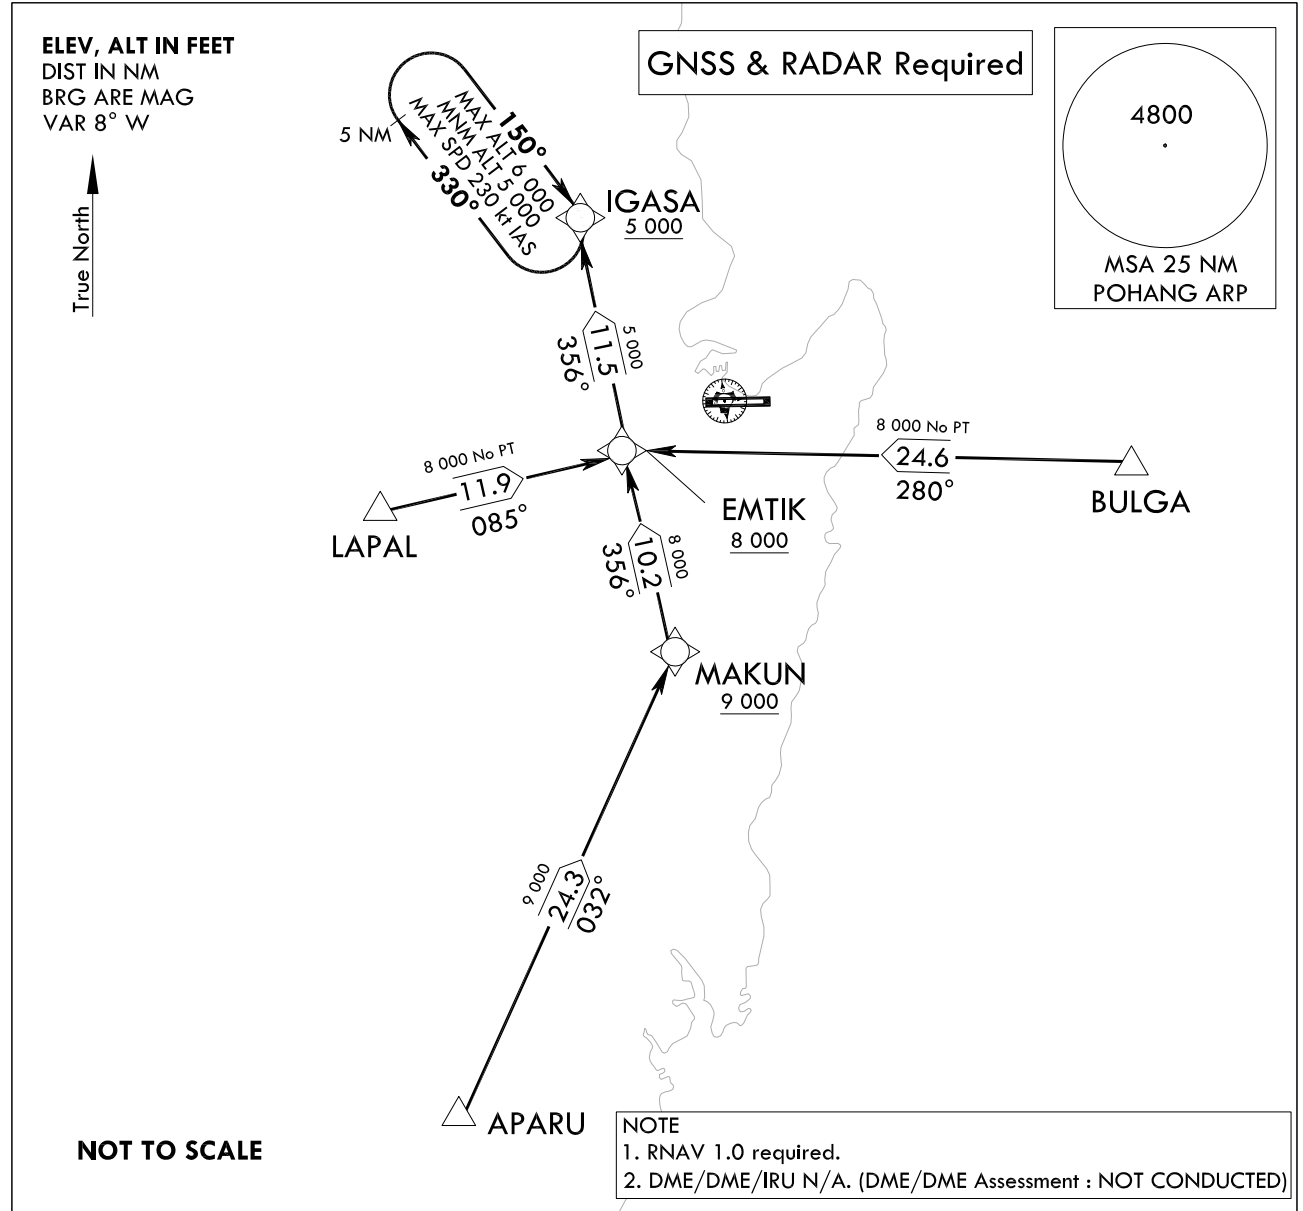 ELEV, ALT IN FEET
DIST IN NM
BRG ARE MAG
VAR 8° W
True North
GNSS & RADAR Required
4800
MSA 25 NM
POHANG ARP
5 NM
150°
MAX ALT 6 000
MNM ALT 5 000
MAX SPD 230 kt IAS
330°
IGASA
5 000
5 000
11.5
356°
8 000 No PT
11.9
085°
LAPAL
8 000 No PT
24.6
280°
BULGA
EMTIK
8 000
8 000
10.2
356°
MAKUN
9 000
9 000
24.3
032°
APARU
NOT TO SCALE
NOTE
1. RNAV 1.0 required.
2. DME/DME/IRU N/A. (DME/DME Assessment : NOT CONDUCTED)